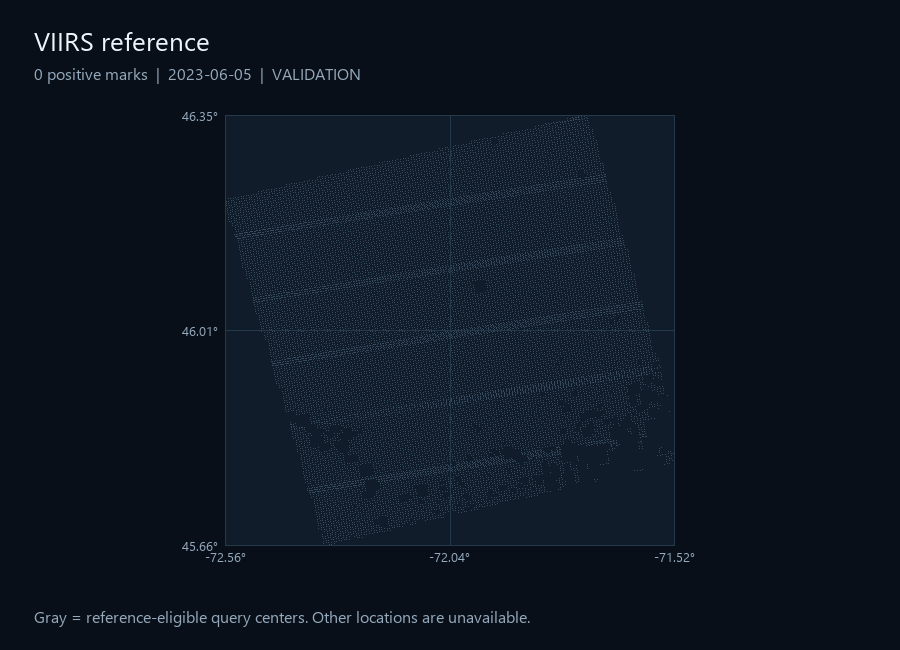 VIIRS reference
0 positive marks | 2023-06-05 | VALIDATION
46.35°
46.01°
45.66°
-72.56°
-72.04°
-71.52°
Gray = reference-eligible query centers. Other locations are unavailable.